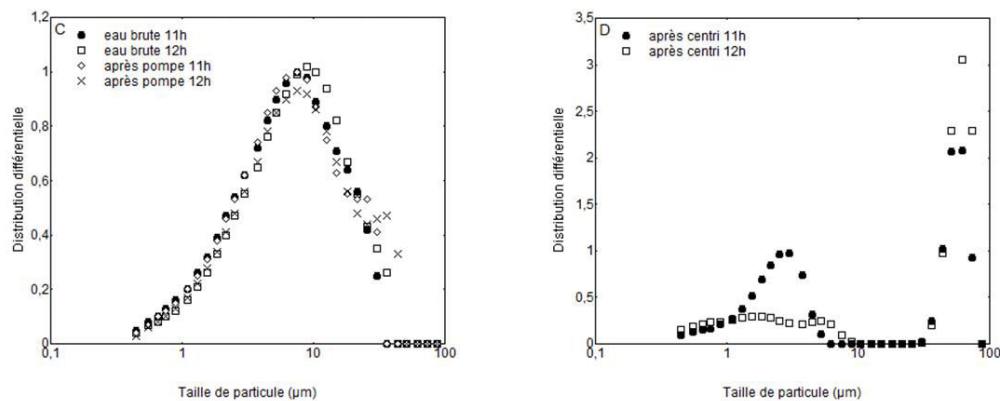 C
eau brute 11h
eau brute 12h
après pompe 11h
après pompe 12h
1,2
1
0,8
0,6
0,4
0,2
0
0,1
1
10
100
Distribution différentielle
Taille de particule (µm)
D
après centri 11h
après centri 12h
3,5
3
2,5
2
1,5
1
0,5
0
0,1
1
10
100
Distribution différentielle
Taille de particule (µm)